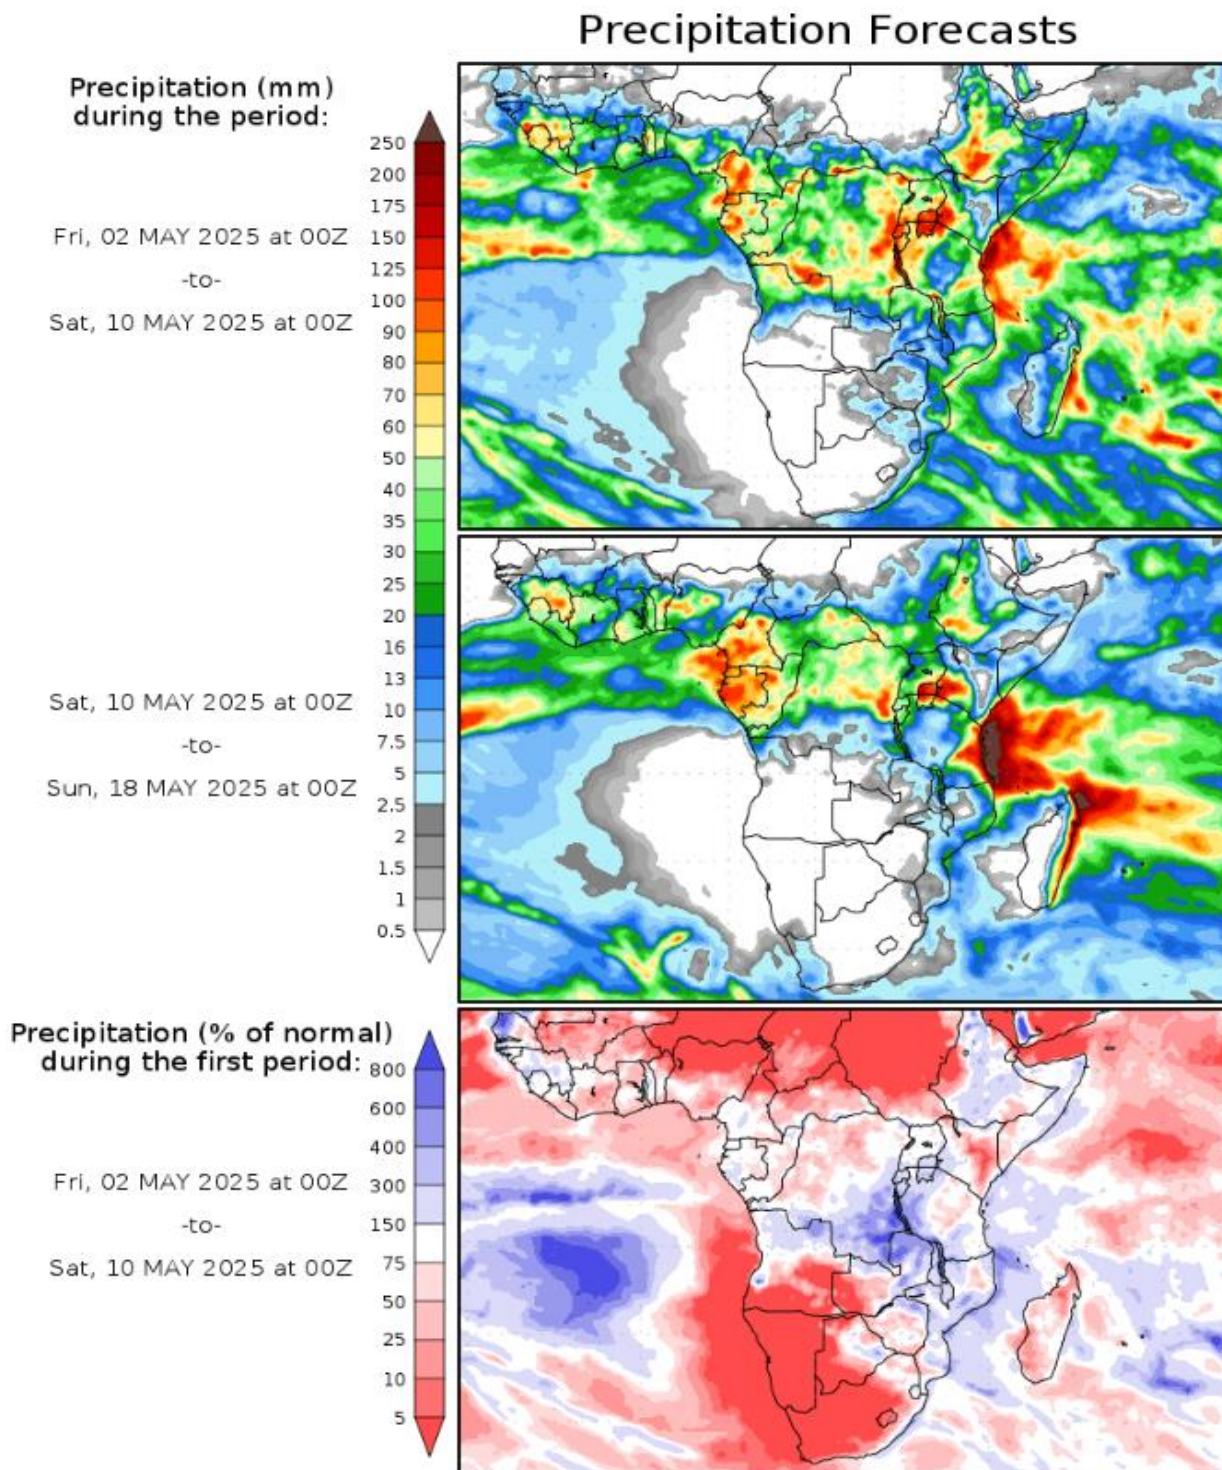 Precipitation Forecasts
Precipitation (mm)
during the period:
250
200
175
150
125
100
90
80
70
60
50
40
35
30
25
20
16
13
10
7.5
5
2.5
2
1.5
1
0.5
Fri, 02 MAY 2025 at 00Z
-to-
Sat, 10 MAY 2025 at 00Z
Sat, 10 MAY 2025 at 00Z
-to-
Sun, 18 MAY 2025 at 00Z
Precipitation (% of normal)
during the first period:
800
600
400
300
150
75
50
25
10
5
Fri, 02 MAY 2025 at 00Z
-to-
Sat, 10 MAY 2025 at 00Z